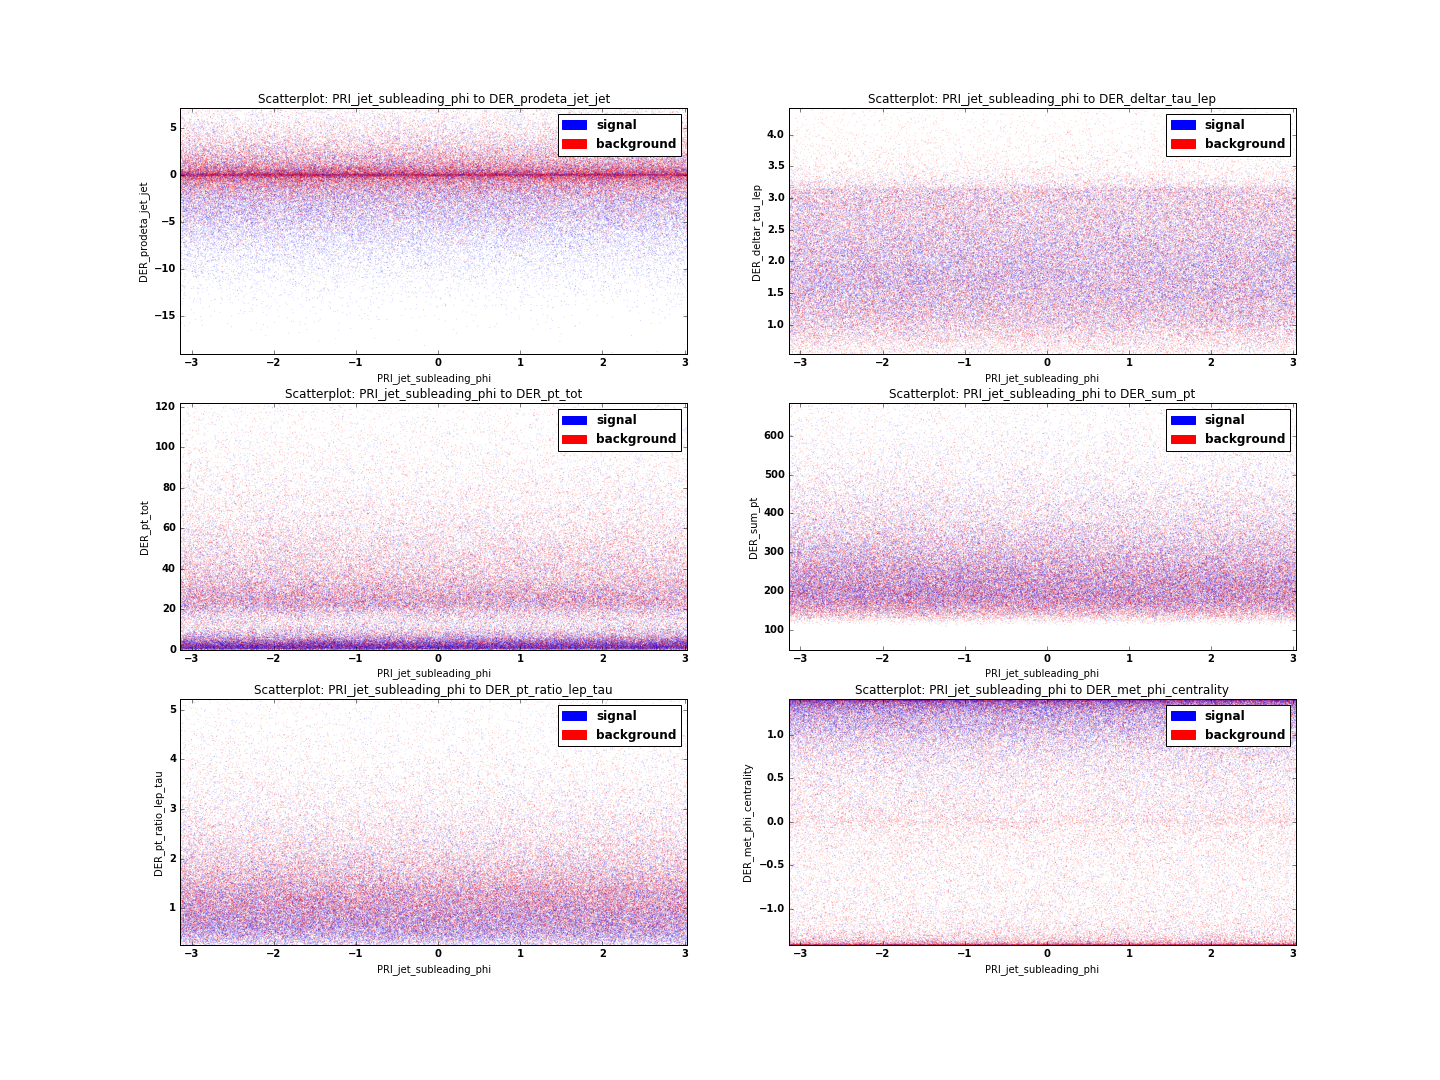 Scatterplot: PRI_jet_subleading_phi to DER_prodeta_jet_jet
signal
background
5
0
−5
−10
−15
DER_prodeta_jet_jet
−3 −2 −1 0 1 2 3
PRI_jet_subleading_phi
Scatterplot: PRI_jet_subleading_phi to DER_deltar_tau_lep
signal
background
4.0
3.5
3.0
2.5
2.0
1.5
1.0
DER_deltar_tau_lep
−3 −2 −1 0 1 2 3
PRI_jet_subleading_phi
Scatterplot: PRI_jet_subleading_phi to DER_pt_tot
signal
background
120
100
80
60
40
20
0
DER_pt_tot
−3 −2 −1 0 1 2 3
PRI_jet_subleading_phi
Scatterplot: PRI_jet_subleading_phi to DER_sum_pt
signal
background
600
500
400
300
200
100
DER_sum_pt
−3 −2 −1 0 1 2 3
PRI_jet_subleading_phi
Scatterplot: PRI_jet_subleading_phi to DER_pt_ratio_lep_tau
signal
background
5
4
3
2
1
DER_pt_ratio_lep_tau
−3 −2 −1 0 1 2 3
PRI_jet_subleading_phi
Scatterplot: PRI_jet_subleading_phi to DER_met_phi_centrality
signal
background
1.0
0.5
0.0
−0.5
−1.0
DER_met_phi_centrality
−3 −2 −1 0 1 2 3
PRI_jet_subleading_phi